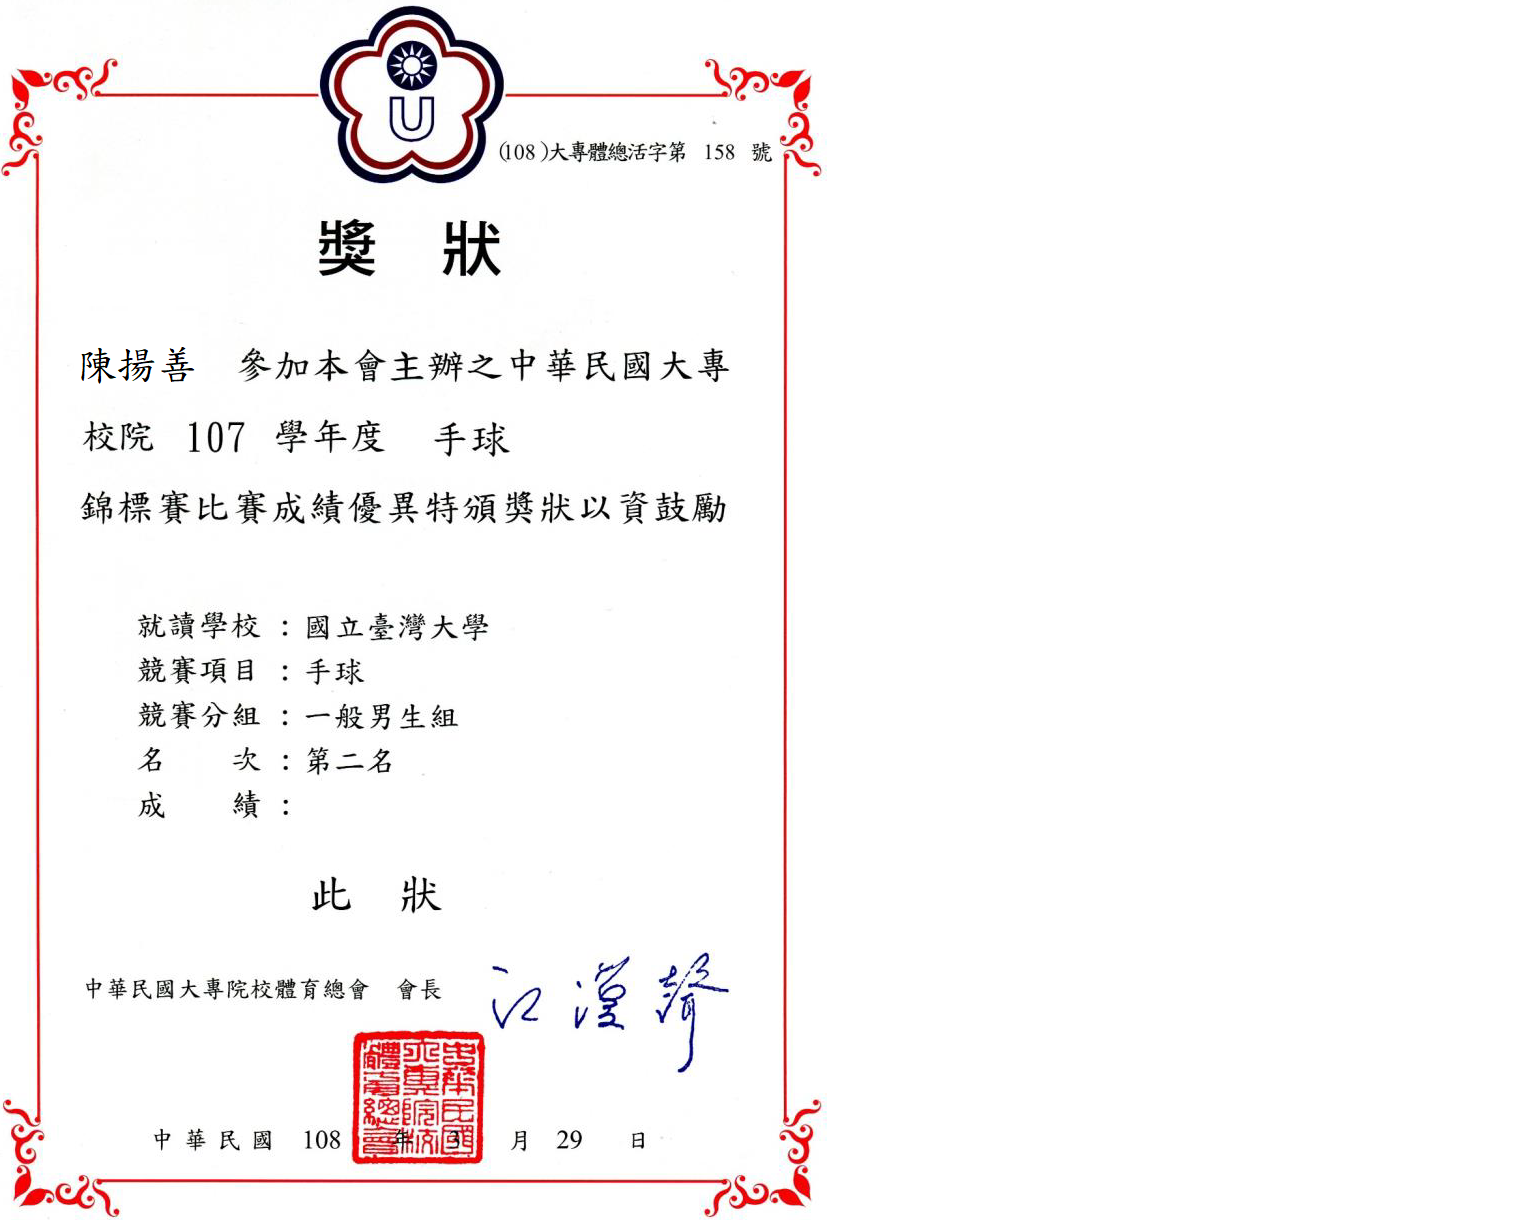 U
(108)大專體總活字第 158 號
獎 狀
陳揚善 參加本會主辦之中華民國大專
校院 107 學年度 手球
錦標賽比賽成績優異特頒獎狀以資鼓勵
就讀學校:國立臺灣大學
競賽項目:手球
競賽分組:一般男生組
名 次:第二名
成 績:
此 狀
中華民國大專院校體育總會 會長 江漢聲
中華民國大專院校體育總會
中華民國 108 年 3 月 29 日